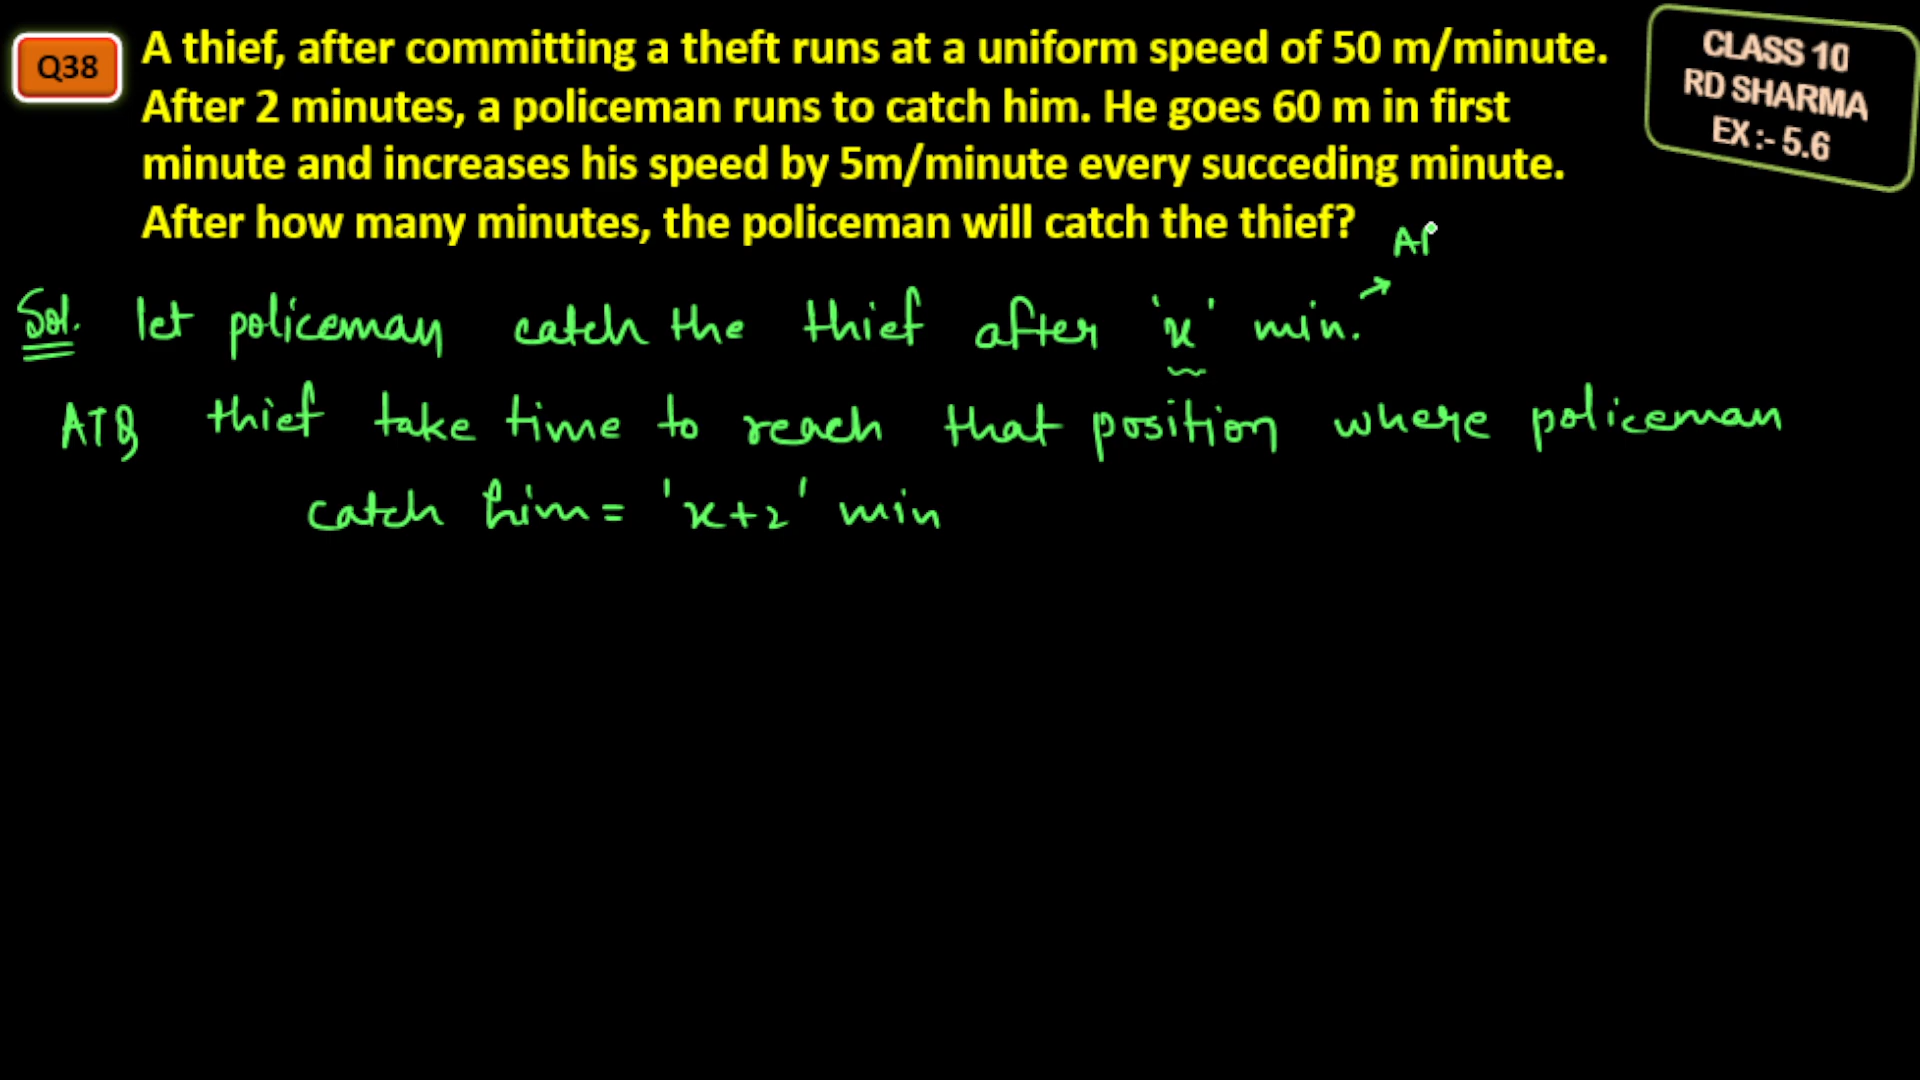 Q38
A thief, after committing a theft runs at a uniform speed of 50 m/minute.
After 2 minutes, a policeman runs to catch him. He goes 60 m in first
minute and increases his speed by 5m/minute every succeding minute.
After how many minutes, the policeman will catch the thief?
CLASS 10
RD SHARMA
EX :- 5.6
AP
Sol. let policeman catch the thief after 'x' min. →
ATQ thief take time to reach that position where policeman
catch him = 'x+2' min